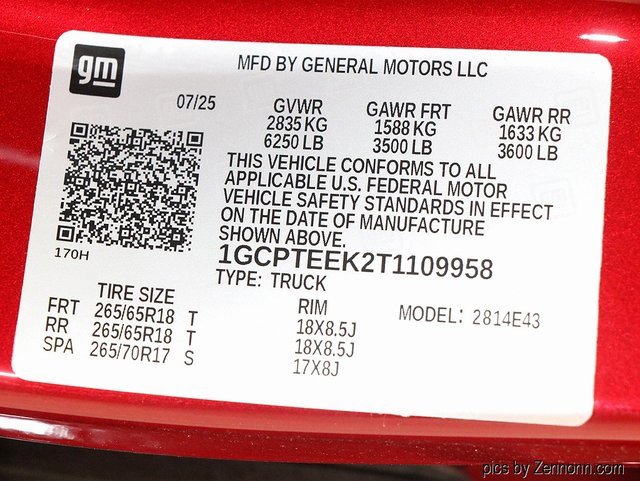 gm
MFD BY GENERAL MOTORS LLC
07/25
GVWR GAWR FRT GAWR RR
2835 KG 1588 KG 1633 KG
6250 LB 3500 LB 3600 LB
THIS VEHICLE CONFORMS TO ALL
APPLICABLE U.S. FEDERAL MOTOR
VEHICLE SAFETY STANDARDS IN EFFECT
ON THE DATE OF MANUFACTURE
SHOWN ABOVE.
170H
1GCPTEEK2T1109958
TYPE: TRUCK
TIRE SIZE RIM MODEL: 2814E43
FRT 265/65R18 T 18X8.5J
RR 265/65R18 T 18X8.5J
SPA 265/70R17 S 17X8J
pics by Zennonn.com